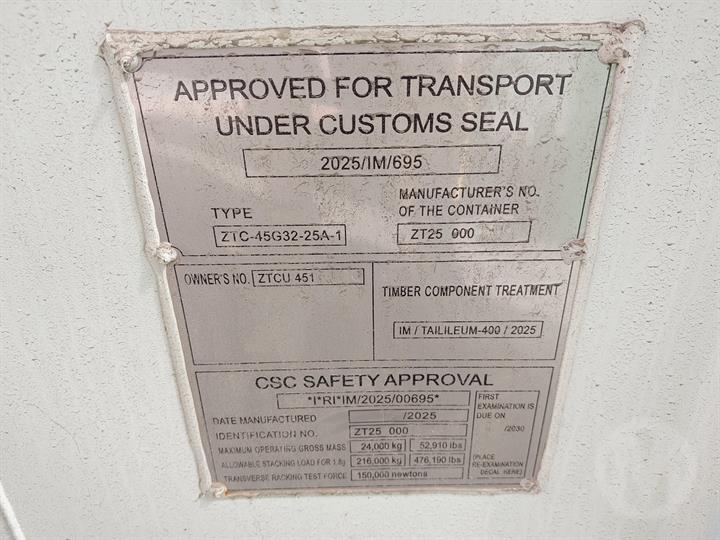 APPROVED FOR TRANSPORT
UNDER CUSTOMS SEAL
2025/IM/695
TYPE
ZTC-45G32-25A-1
MANUFACTURER'S NO.
OF THE CONTAINER
ZT25 000
OWNER'S NO. ZTCU 451
TIMBER COMPONENT TREATMENT
IM / TAILILEUM-400 / 2025
CSC SAFETY APPROVAL
*I*RI*IM/2025/00695*
DATE MANUFACTURED /2025
IDENTIFICATION NO. ZT25 000
MAXIMUM OPERATING GROSS MASS 24,000 kg 52,910 lbs
ALLOWABLE STACKING LOAD FOR 1.8g 216,000 kg 476,190 lbs
TRANSVERSE RACKING TEST FORCE 150,000 newtons
FIRST
EXAMINATION IS
DUE ON
/2030
(PLACE
RE-EXAMINATION
DECAL HERE)